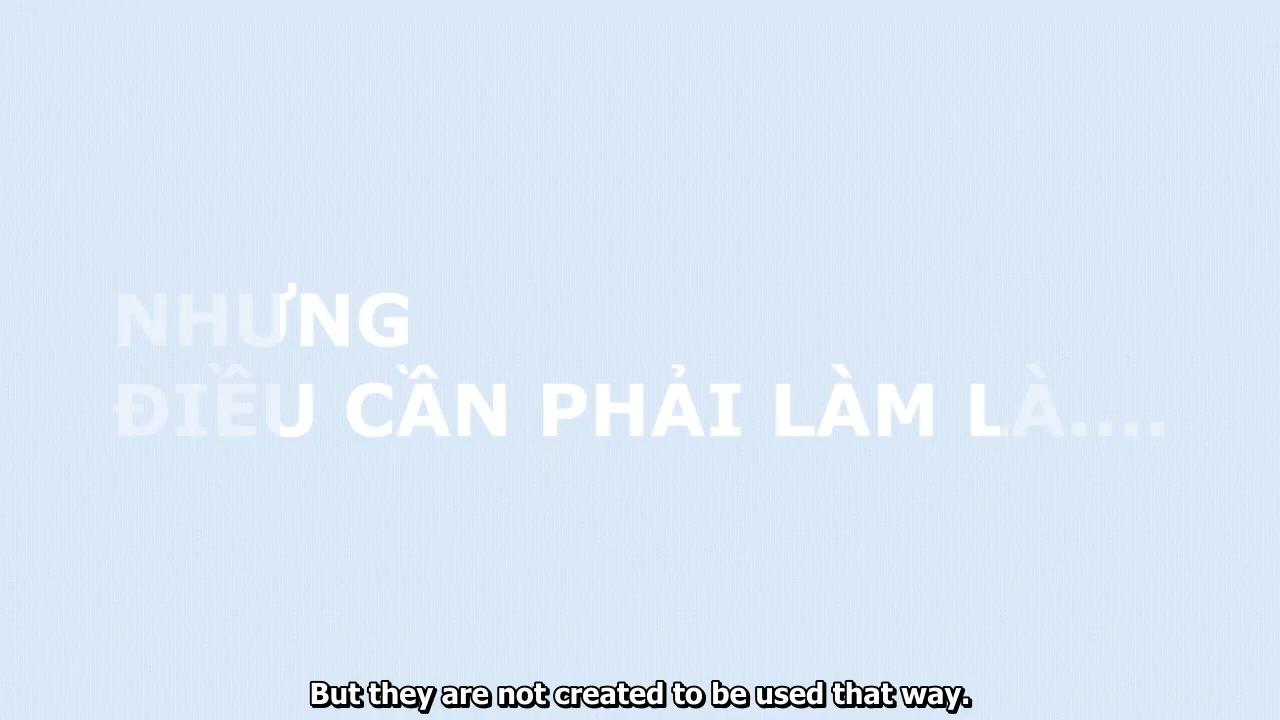 NHƯNG
ĐIỀU CẦN PHẢI LÀM LÀ....
But they are not created to be used that way.